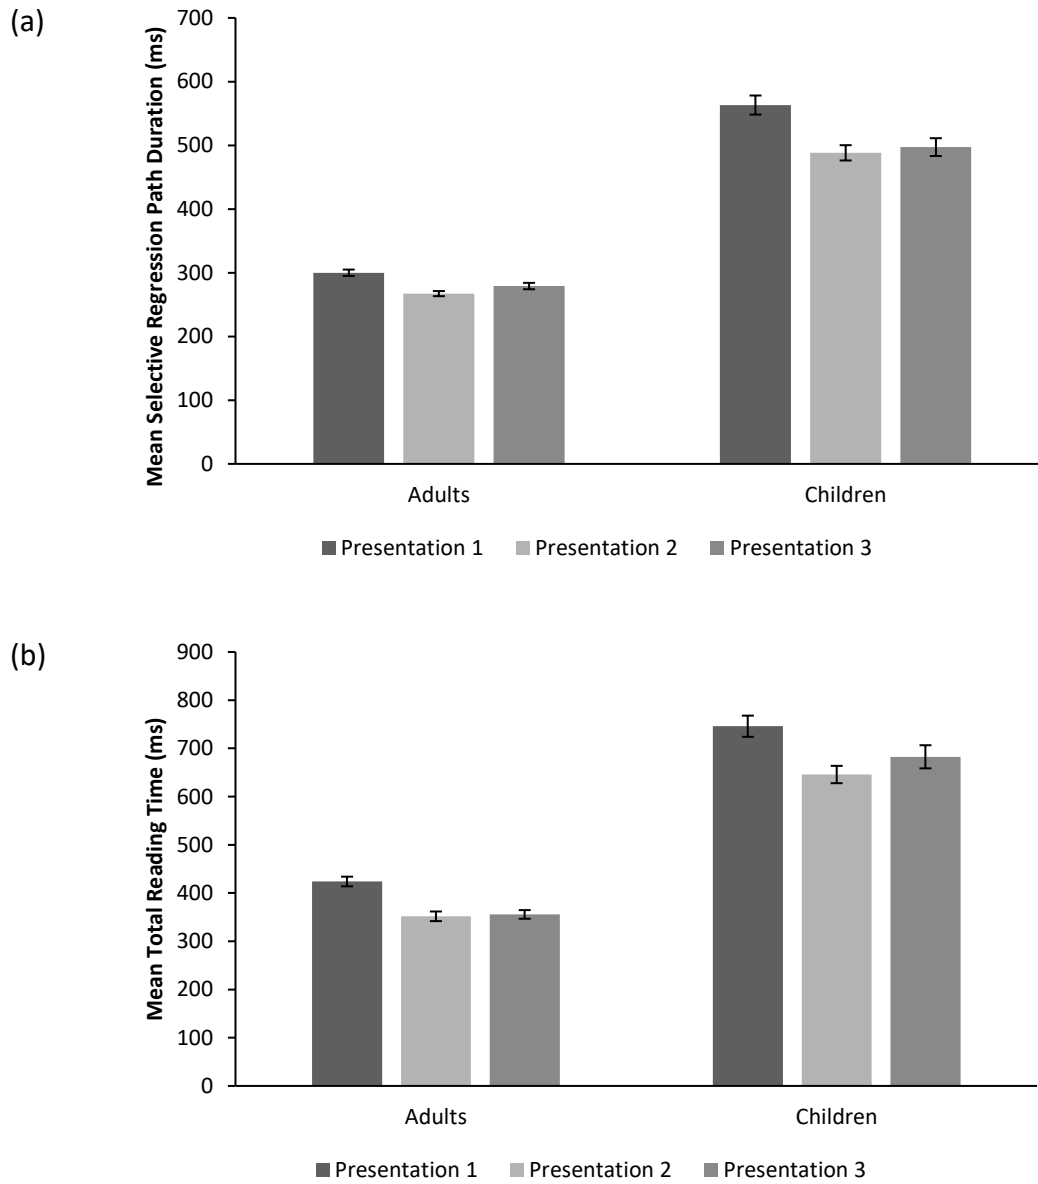 (a)
Mean Selective Regression Path Duration (ms)
700
600
500
400
300
200
100
0
Adults Children
Presentation 1 Presentation 2 Presentation 3
(b)
Mean Total Reading Time (ms)
900
800
700
600
500
400
300
200
100
0
Adults Children
Presentation 1 Presentation 2 Presentation 3